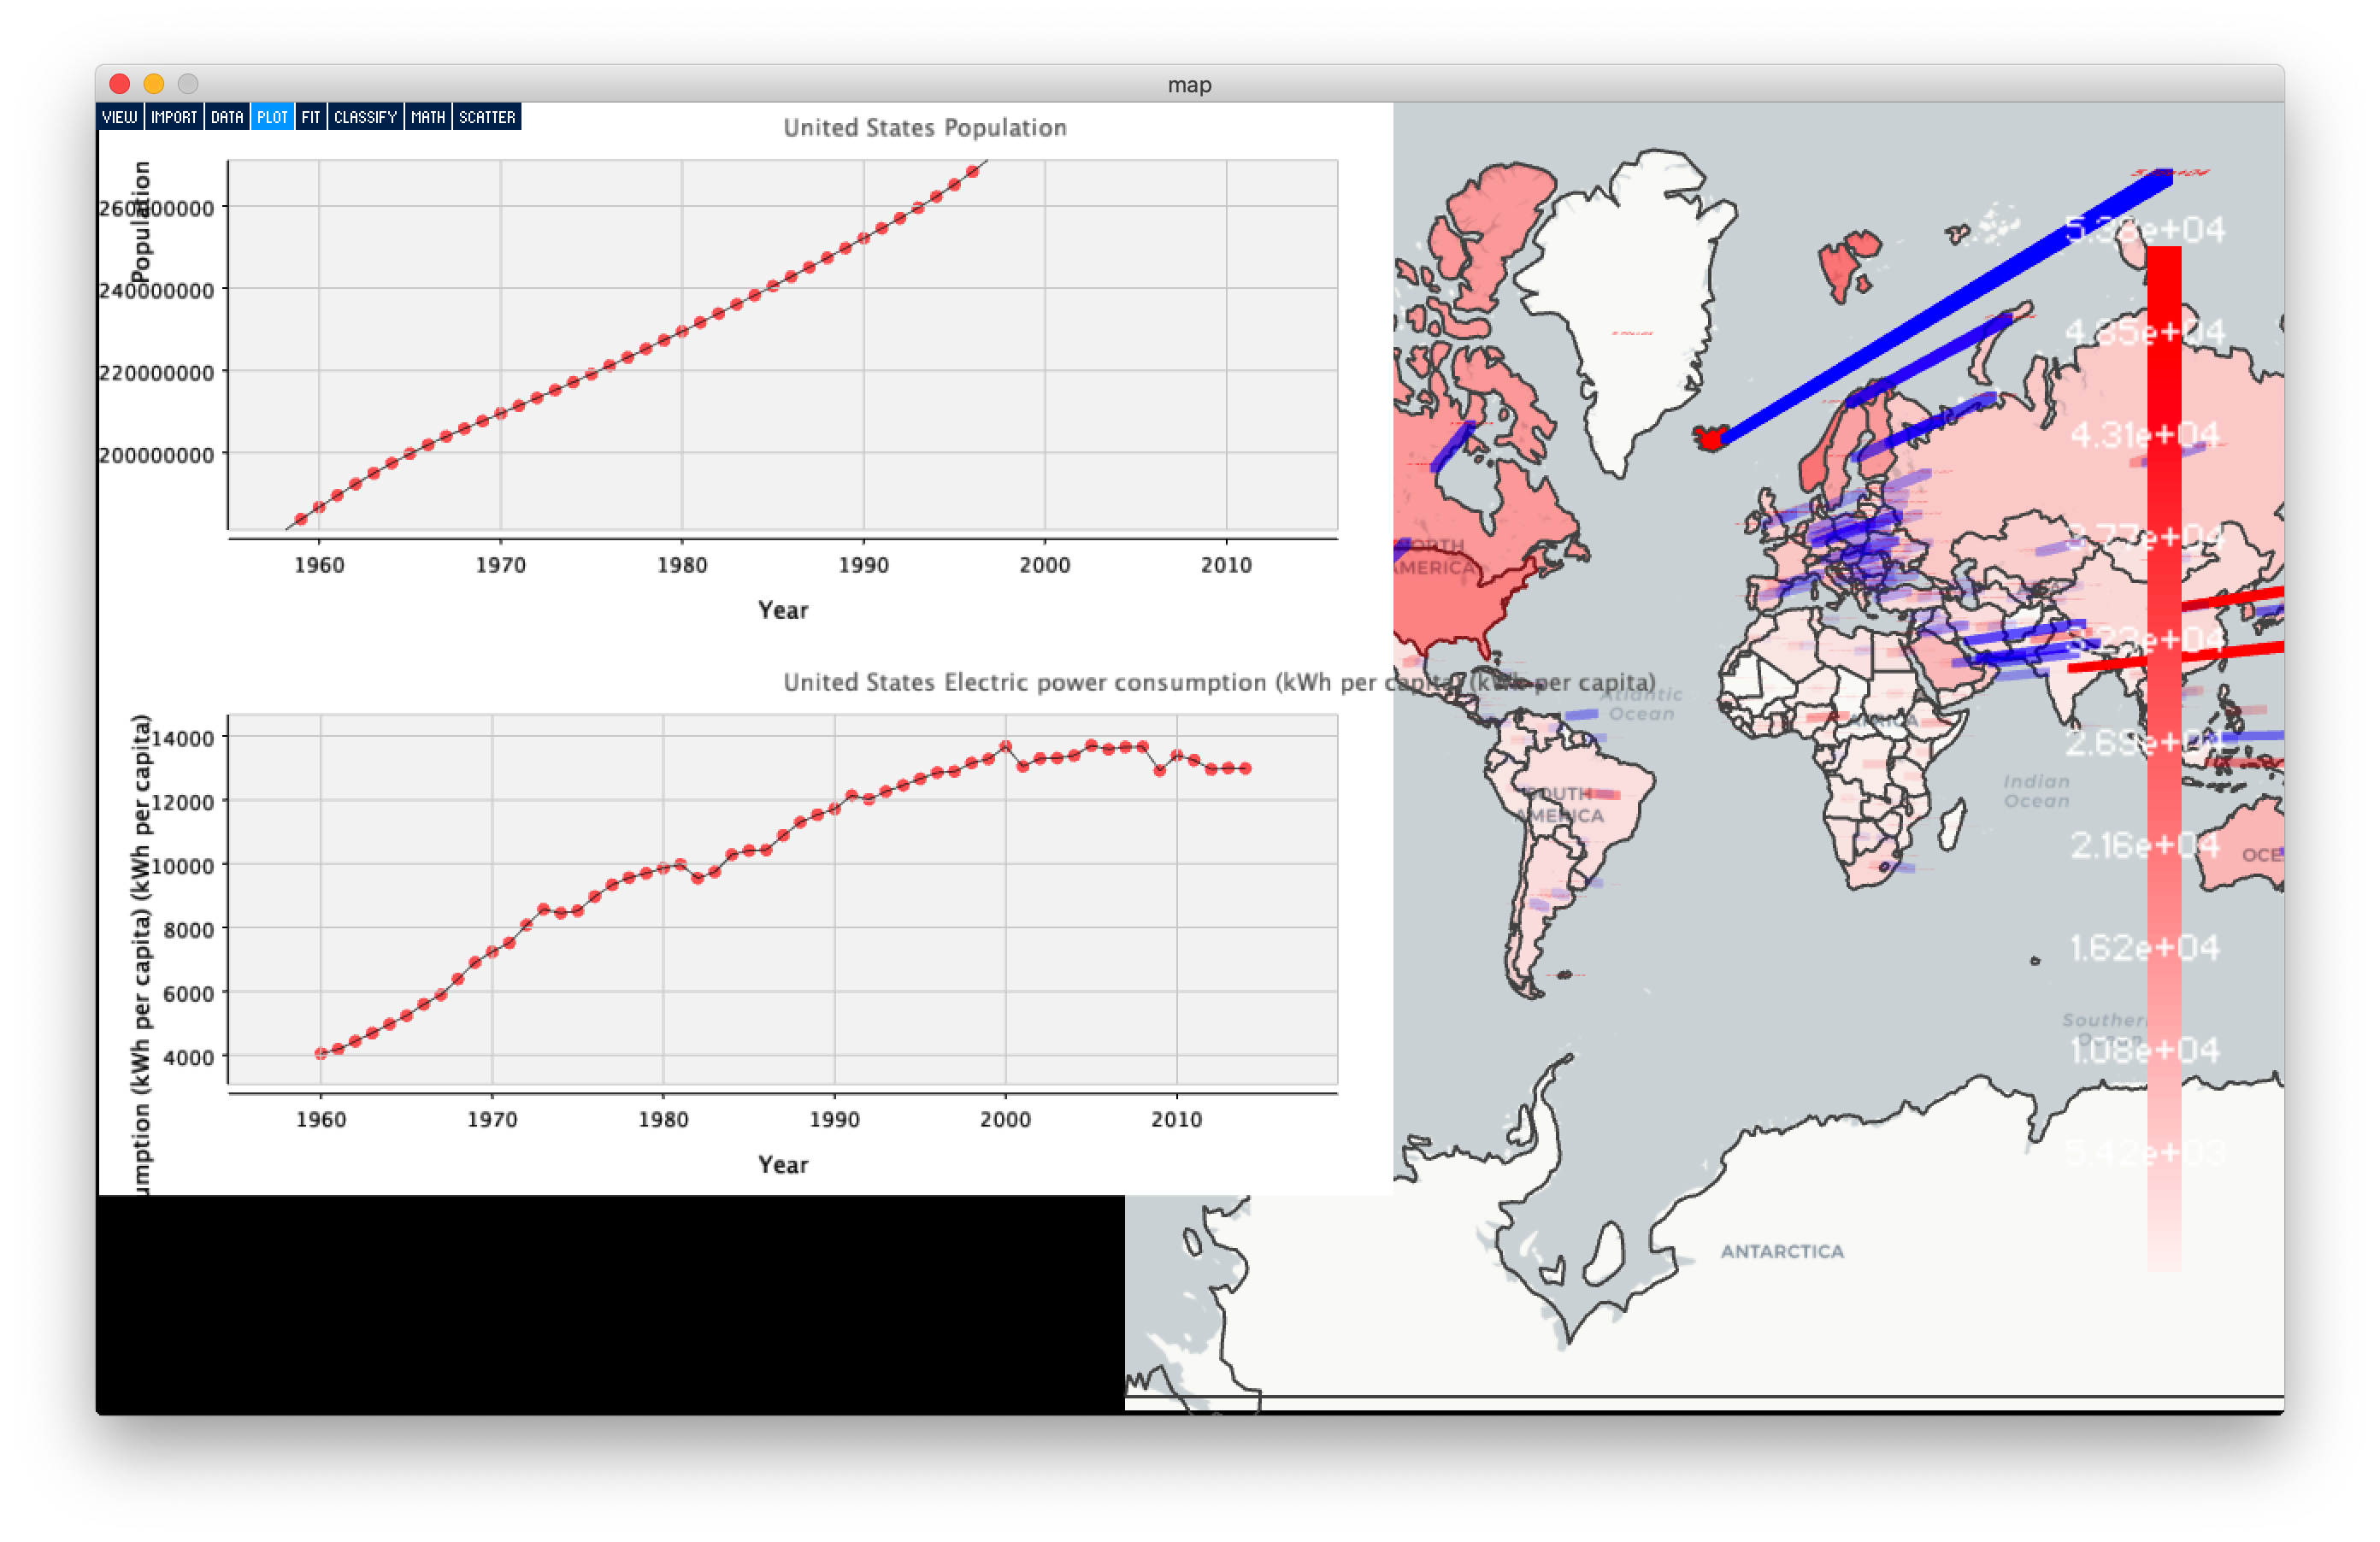 map
VIEW IMPORT DATA PLOT FIT CLASSIFY MATH SCATTER
United States Population
Population
260000000
240000000
220000000
200000000
1960 1970 1980 1990 2000 2010
Year
United States Electric power consumption (kWh per capita) (kWh per capita)
umption (kWh per capita) (kWh per capita)
14000
12000
10000
8000
6000
4000
1960 1970 1980 1990 2000 2010
Year
5.38e+04
4.85e+04
4.31e+04
3.77e+04
3.23e+04
2.69e+04
2.16e+04
1.62e+04
1.08e+04
5.42e+03
NORTH
AMERICA
Atlantic
Ocean
AFRICA
SOUTH
AMERICA
Indian
Ocean
OCE
Southern
Ocean
ANTARCTICA